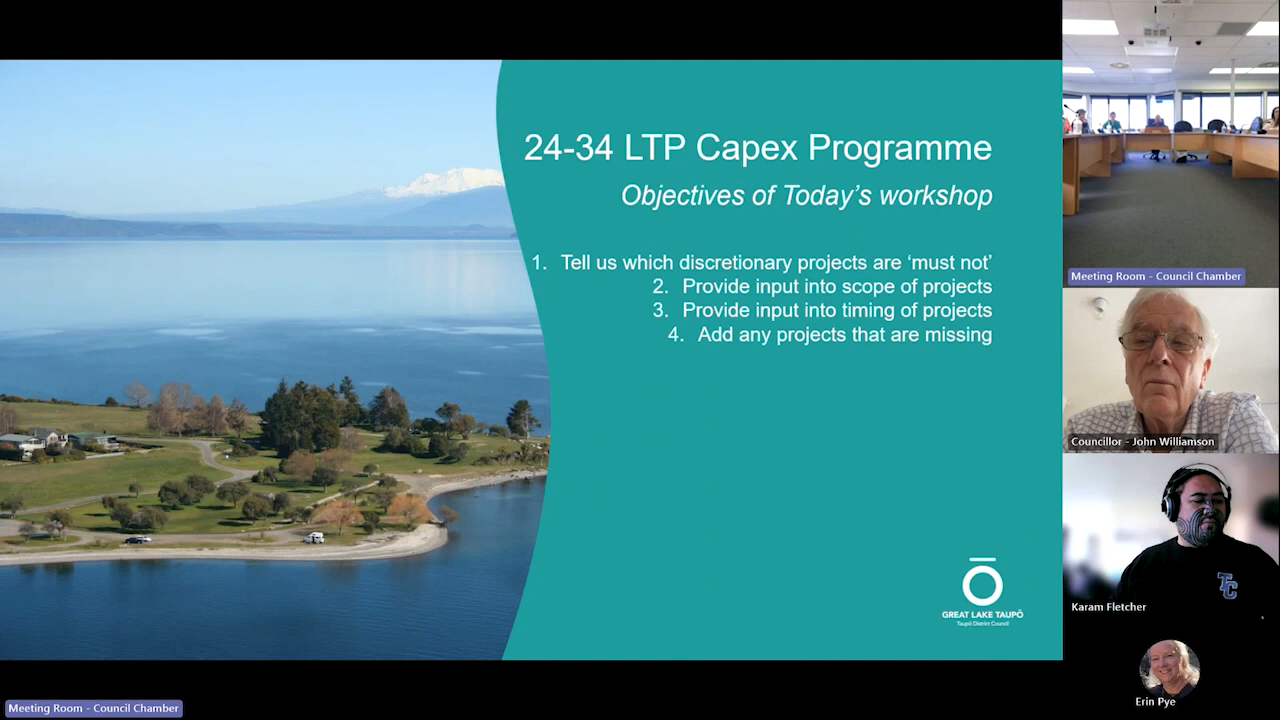 24-34 LTP Capex Programme
Objectives of Today's workshop
1. Tell us which discretionary projects are 'must not'
2. Provide input into scope of projects
3. Provide input into timing of projects
4. Add any projects that are missing
GREAT LAKE TAUPŌ
Taupō District Council
Meeting Room - Council Chamber
Councillor - John Williamson
TC
Karam Fletcher
Erin Pye
Meeting Room - Council Chamber